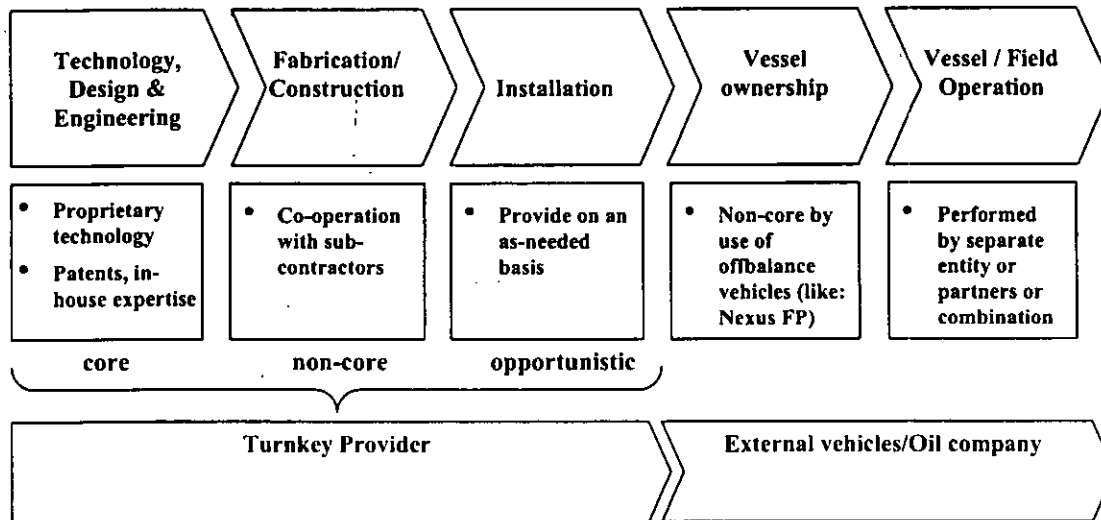 Technology,
Design &
Engineering
Fabrication/
Construction
Installation
Vessel
ownership
Vessel / Field
Operation
• Proprietary
technology
• Patents, in-
house expertise
• Co-operation
with sub-
contractors
• Provide on an
as-needed
basis
• Non-core by
use of
offbalance
vehicles (like:
Nexus FP)
• Performed
by separate
entity or
partners or
combination
core
non-core
opportunistic
Turnkey Provider
External vehicles/Oil company